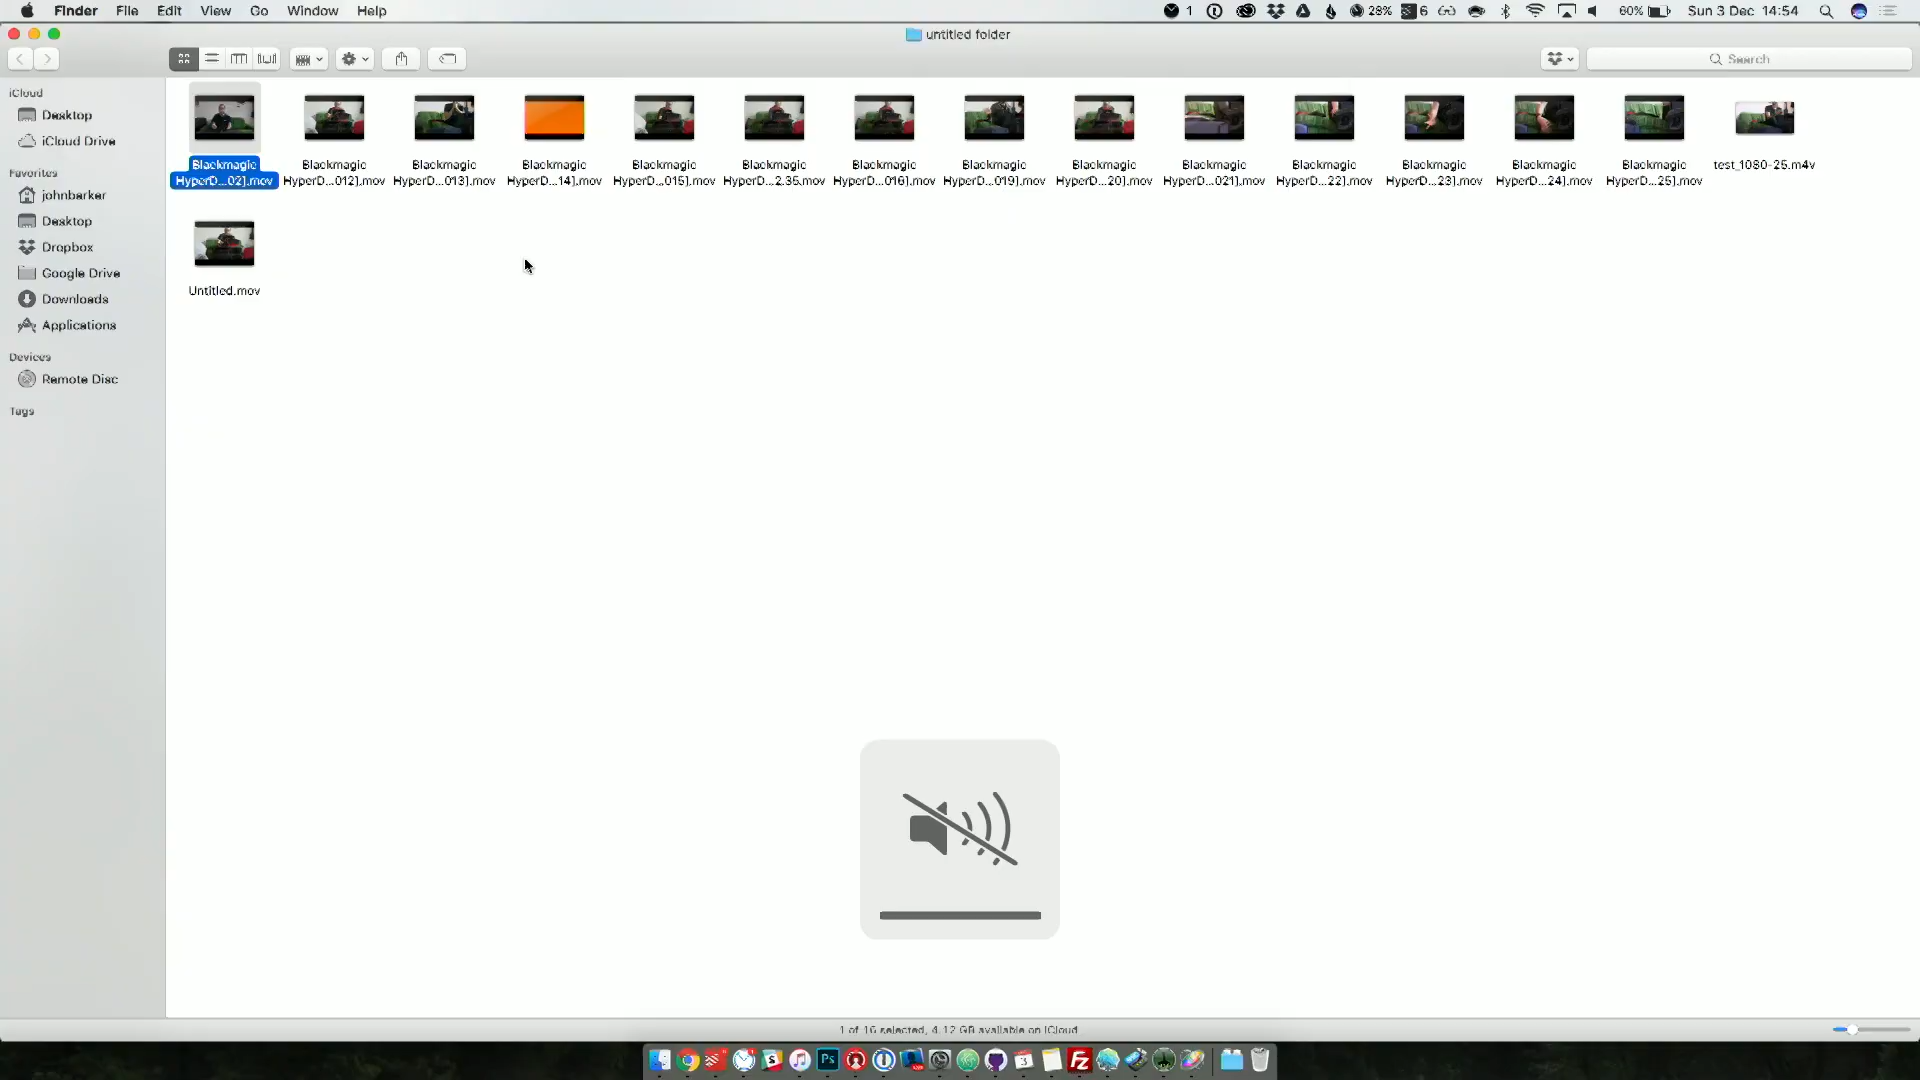 Finder File Edit View Go Window Help 1 28% 6 60% Sun 3 Dec 14:54
untitled folder
Search
iCloud
Desktop
iCloud Drive
Favorites
johnbarker
Desktop
Dropbox
Google Drive
Downloads
Applications
Devices
Remote Disc
Tags
Blackmagic
HyperD...02].mov
Blackmagic
HyperD...012].mov
Blackmagic
HyperD...013].mov
Blackmagic
HyperD...14].mov
Blackmagic
HyperD...015].mov
Blackmagic
HyperD...2.35.mov
Blackmagic
HyperD...016].mov
Blackmagic
HyperD...019].mov
Blackmagic
HyperD...20].mov
Blackmagic
HyperD...021].mov
Blackmagic
HyperD...22].mov
Blackmagic
HyperD...23].mov
Blackmagic
HyperD...24].mov
Blackmagic
HyperD...25].mov
test_1080-25.m4v
Untitled.mov
1 of 16 selected, 4.12 GB available on iCloud
Ps
3
Fz